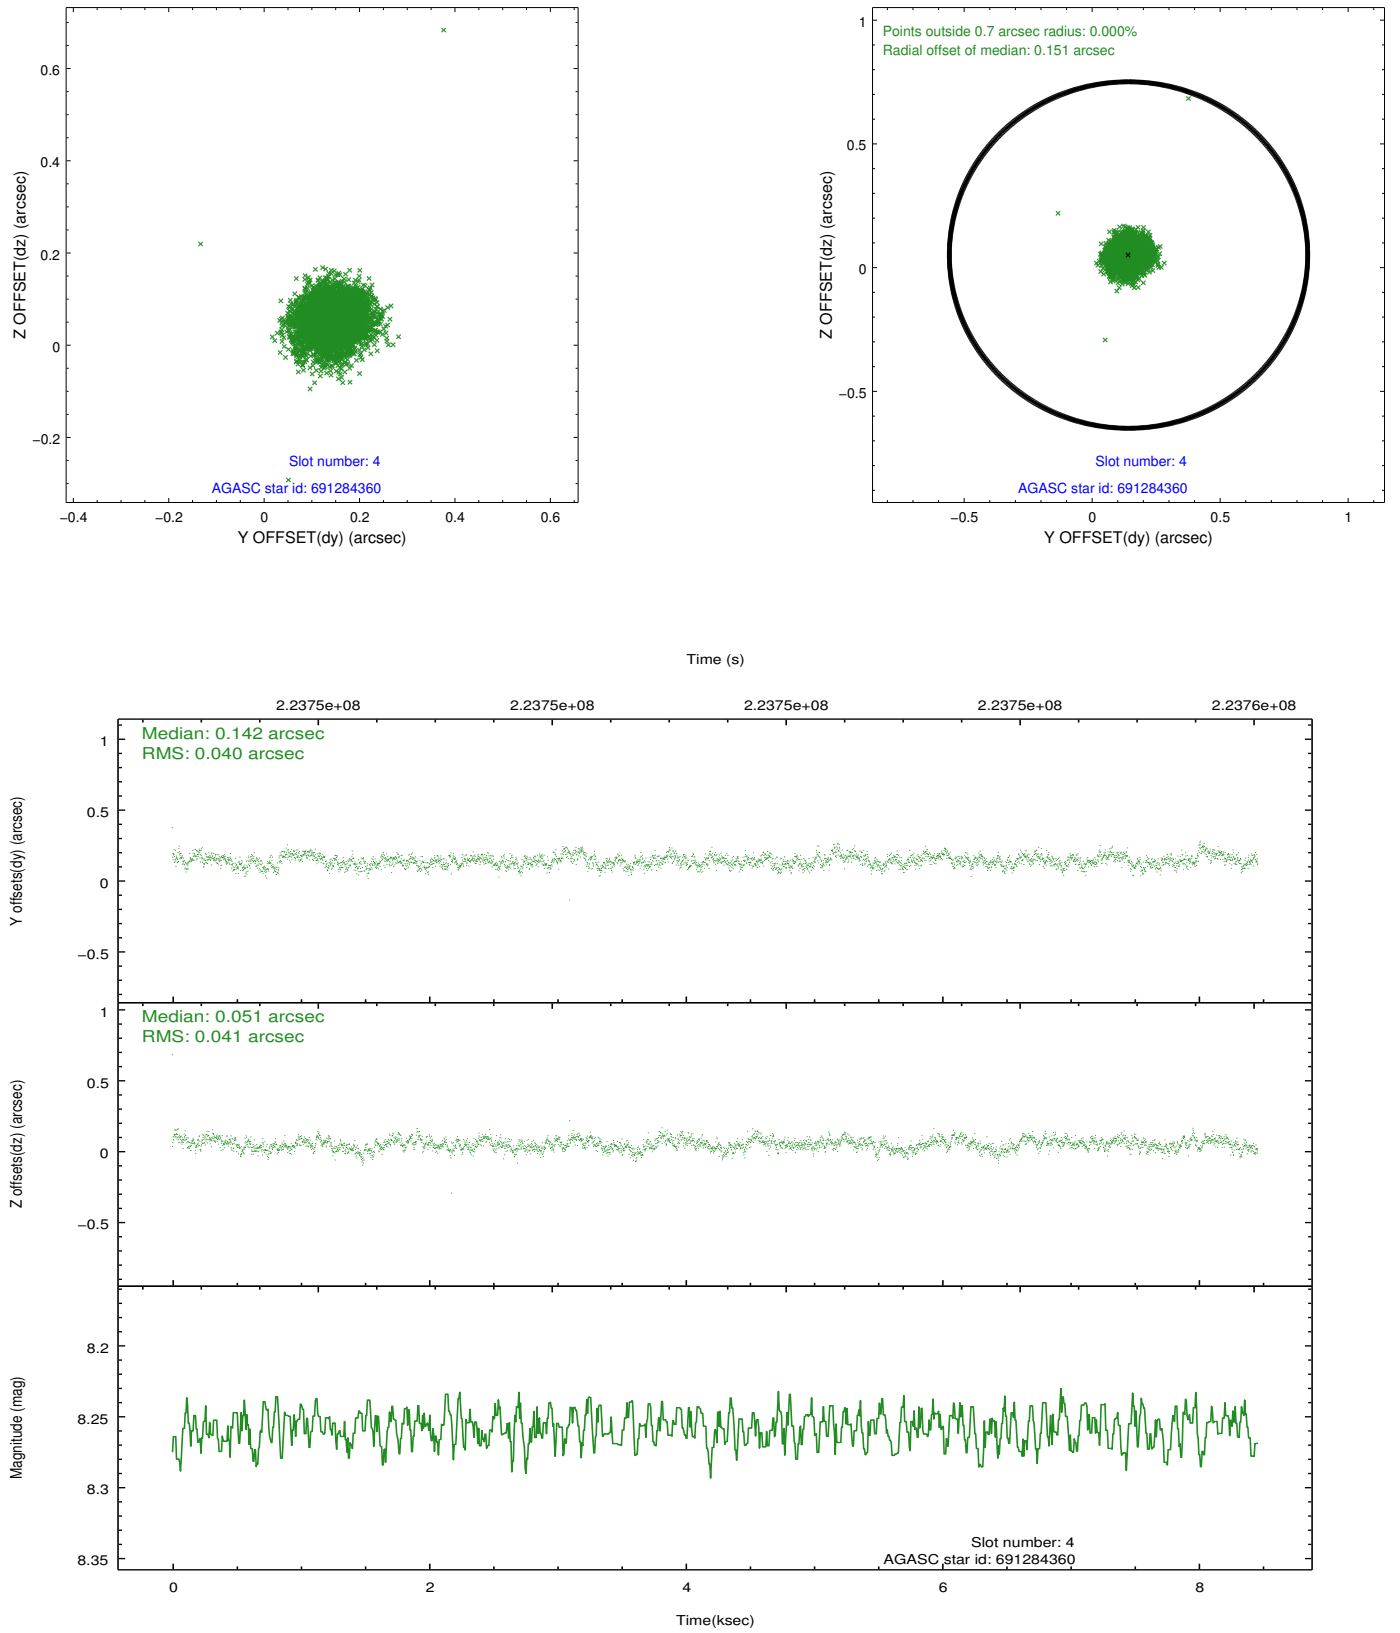 0.6
0.4
0.2
0
−0.2
Z OFFSET(dz) (arcsec)
Slot number: 4
AGASC star id: 691284360
−0.4 −0.2 0 0.2 0.4 0.6
Y OFFSET(dy) (arcsec)
Points outside 0.7 arcsec radius: 0.000%
Radial offset of median: 0.151 arcsec
1
0.5
0
−0.5
Z OFFSET(dz) (arcsec)
Slot number: 4
AGASC star id: 691284360
−0.5 0 0.5 1
Y OFFSET(dy) (arcsec)
Time (s)
2.2375e+08 2.2375e+08 2.2375e+08 2.2375e+08 2.2376e+08
Median: 0.142 arcsec
RMS: 0.040 arcsec
1
0.5
0
−0.5
Y offsets(dy) (arcsec)
Median: 0.051 arcsec
RMS: 0.041 arcsec
1
0.5
0
−0.5
Z offsets(dz) (arcsec)
8.2
8.25
8.3
8.35
Magnitude (mag)
Slot number: 4
AGASC star id: 691284360
0 2 4 6 8
Time(ksec)